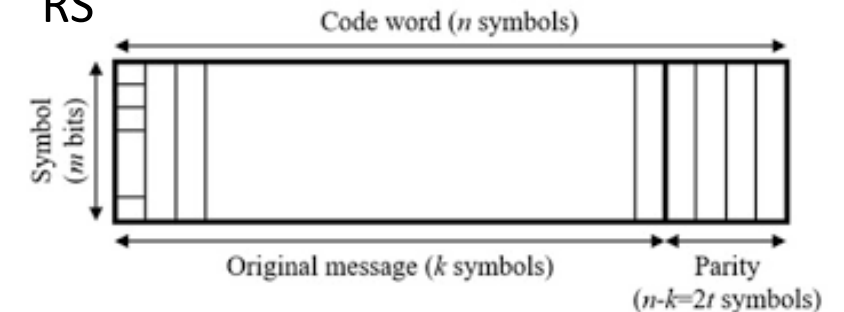 RS
Code word (n symbols)
Symbol
(m bits)
Original message (k symbols)
Parity
(n-k=2t symbols)